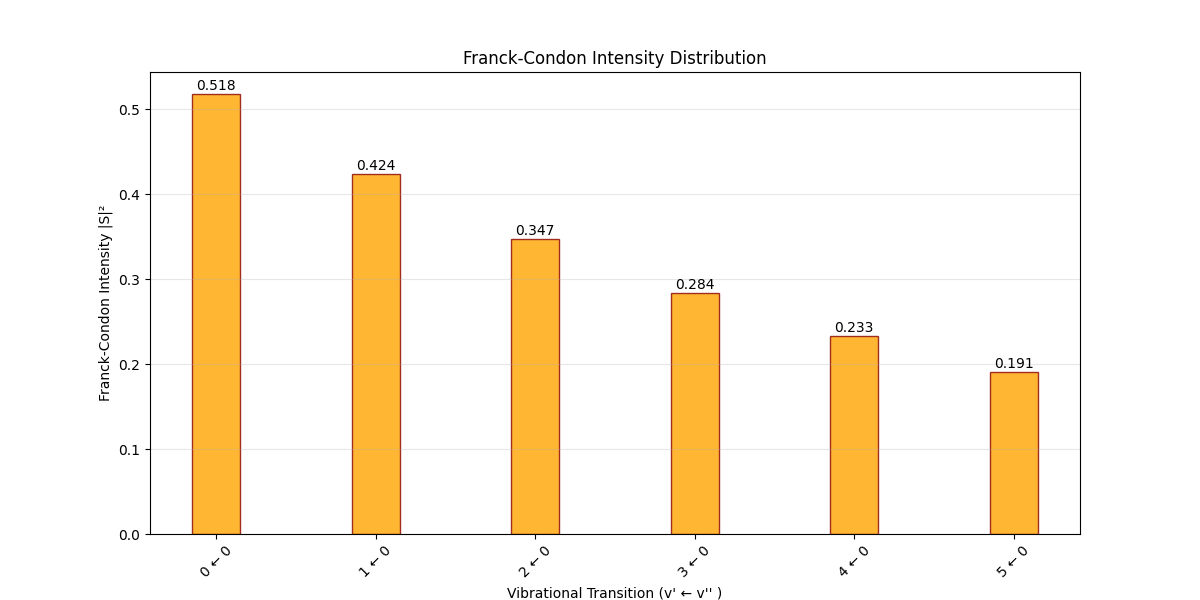 Franck-Condon Intensity Distribution
Franck-Condon Intensity |S|²
0.5
0.4
0.3
0.2
0.1
0.0
0.518
0.424
0.347
0.284
0.233
0.191
0 ← 0
1 ← 0
2 ← 0
3 ← 0
4 ← 0
5 ← 0
Vibrational Transition (v' ← v'' )